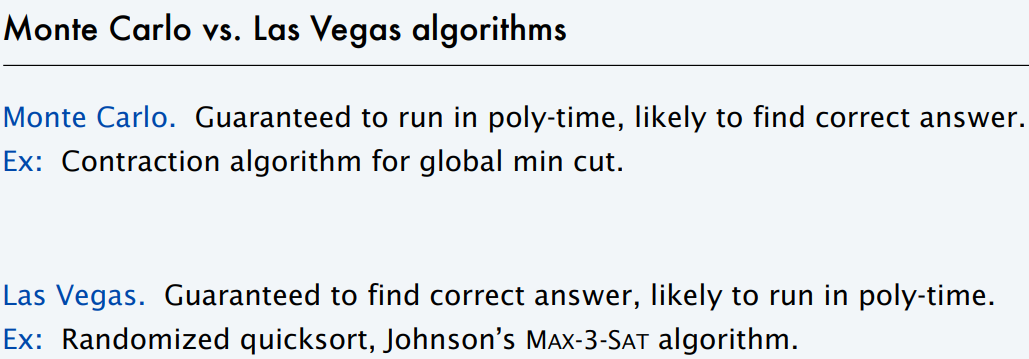 Monte Carlo vs. Las Vegas algorithms
Monte Carlo. Guaranteed to run in poly-time, likely to find correct answer.
Ex: Contraction algorithm for global min cut.
Las Vegas. Guaranteed to find correct answer, likely to run in poly-time.
Ex: Randomized quicksort, Johnson’s MAX-3-SAT algorithm.